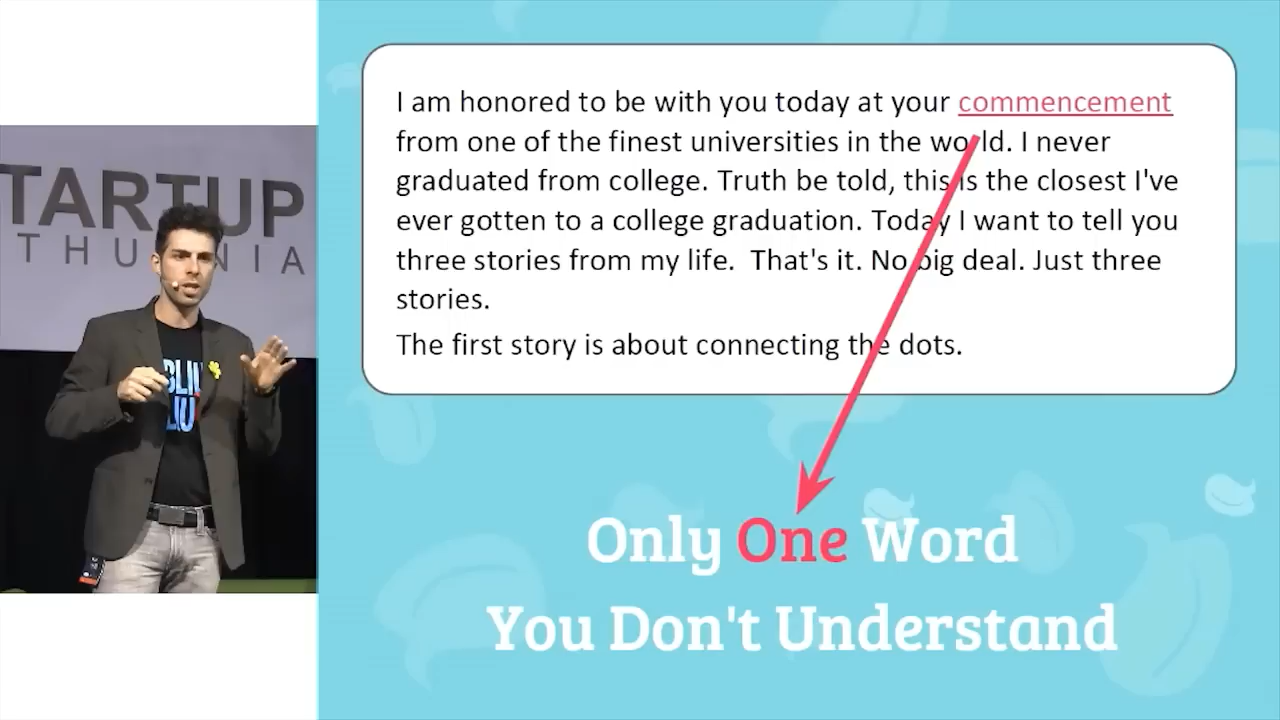 TARTUP
THU NIA
I am honored to be with you today at your commencement
from one of the finest universities in the world. I never
graduated from college. Truth be told, this is the closest I've
ever gotten to a college graduation. Today I want to tell you
three stories from my life. That's it. No big deal. Just three
stories.
The first story is about connecting the dots.
Only One Word
You Don't Understand